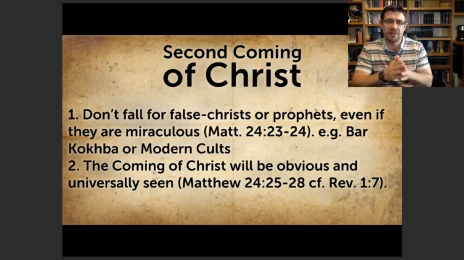 Second Coming
of Christ
1. Don't fall for false-christs or prophets, even if
they are miraculous (Matt. 24:23-24). e.g. Bar
Kokhba or Modern Cults
2. The Coming of Christ will be obvious and
universally seen (Matthew 24:25-28 cf. Rev. 1:7).